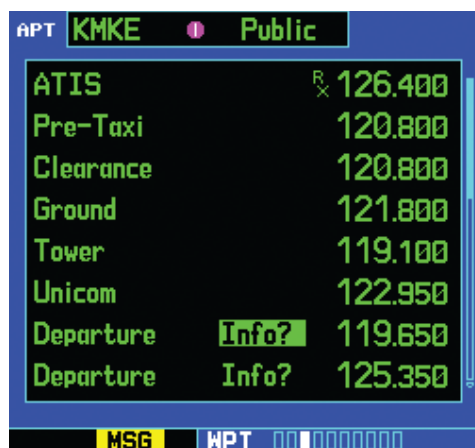 APT KMKE Public
ATIS Rx 126.400
Pre-Taxi 120.800
Clearance 120.800
Ground 121.800
Tower 119.100
Unicom 122.950
Departure Info? 119.650
Departure Info? 125.350
MSG WPT